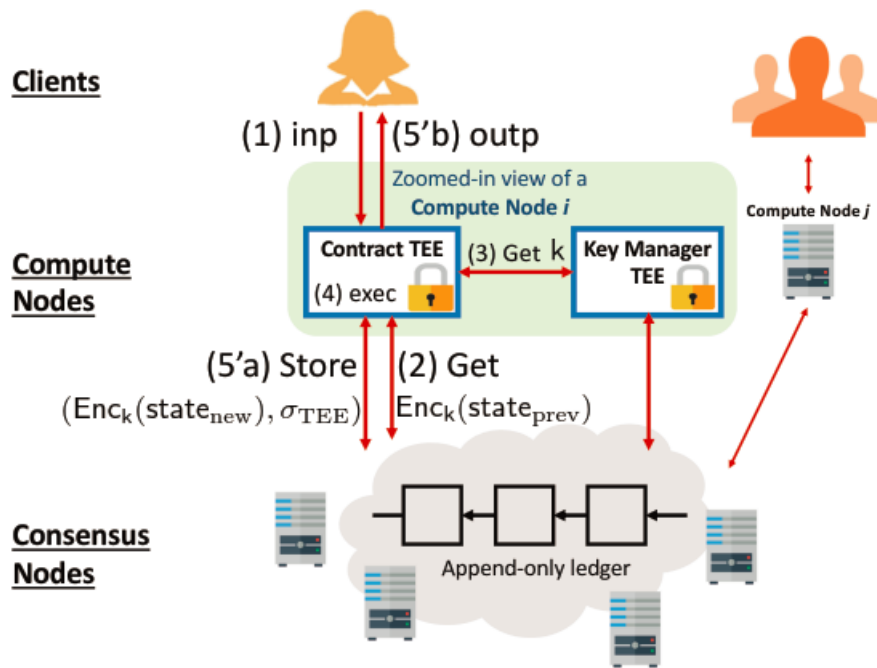 Clients
(1) inp
(5'b) outp
Zoomed-in view of a
Compute Node i
Compute Node j
Compute
Nodes
Contract TEE
(4) exec
(3) Get k
Key Manager
TEE
(5'a) Store
(Enc_k(state_new), σ_TEE)
(2) Get
Enc_k(state_prev)
Consensus
Nodes
Append-only ledger